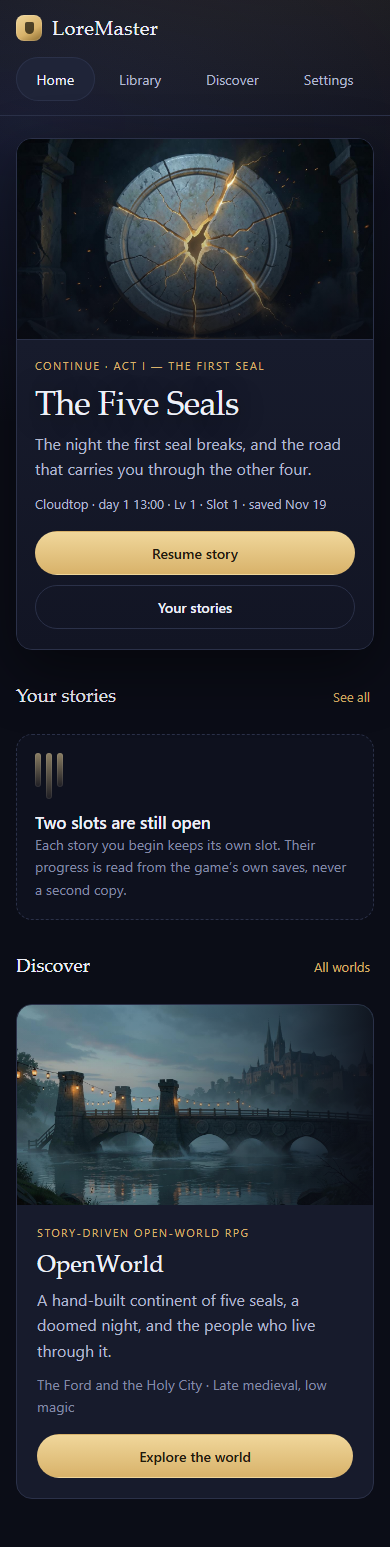 LoreMaster
Home Library Discover Settings
CONTINUE · ACT I — THE FIRST SEAL
The Five Seals
The night the first seal breaks, and the road
that carries you through the other four.
Cloudtop · day 1 13:00 · Lv 1 · Slot 1 · saved Nov 19
Resume story
Your stories
Your stories See all
Two slots are still open
Each story you begin keeps its own slot. Their
progress is read from the game's own saves, never
a second copy.
Discover All worlds
STORY-DRIVEN OPEN-WORLD RPG
OpenWorld
A hand-built continent of five seals, a
doomed night, and the people who live
through it.
The Ford and the Holy City · Late medieval, low
magic
Explore the world